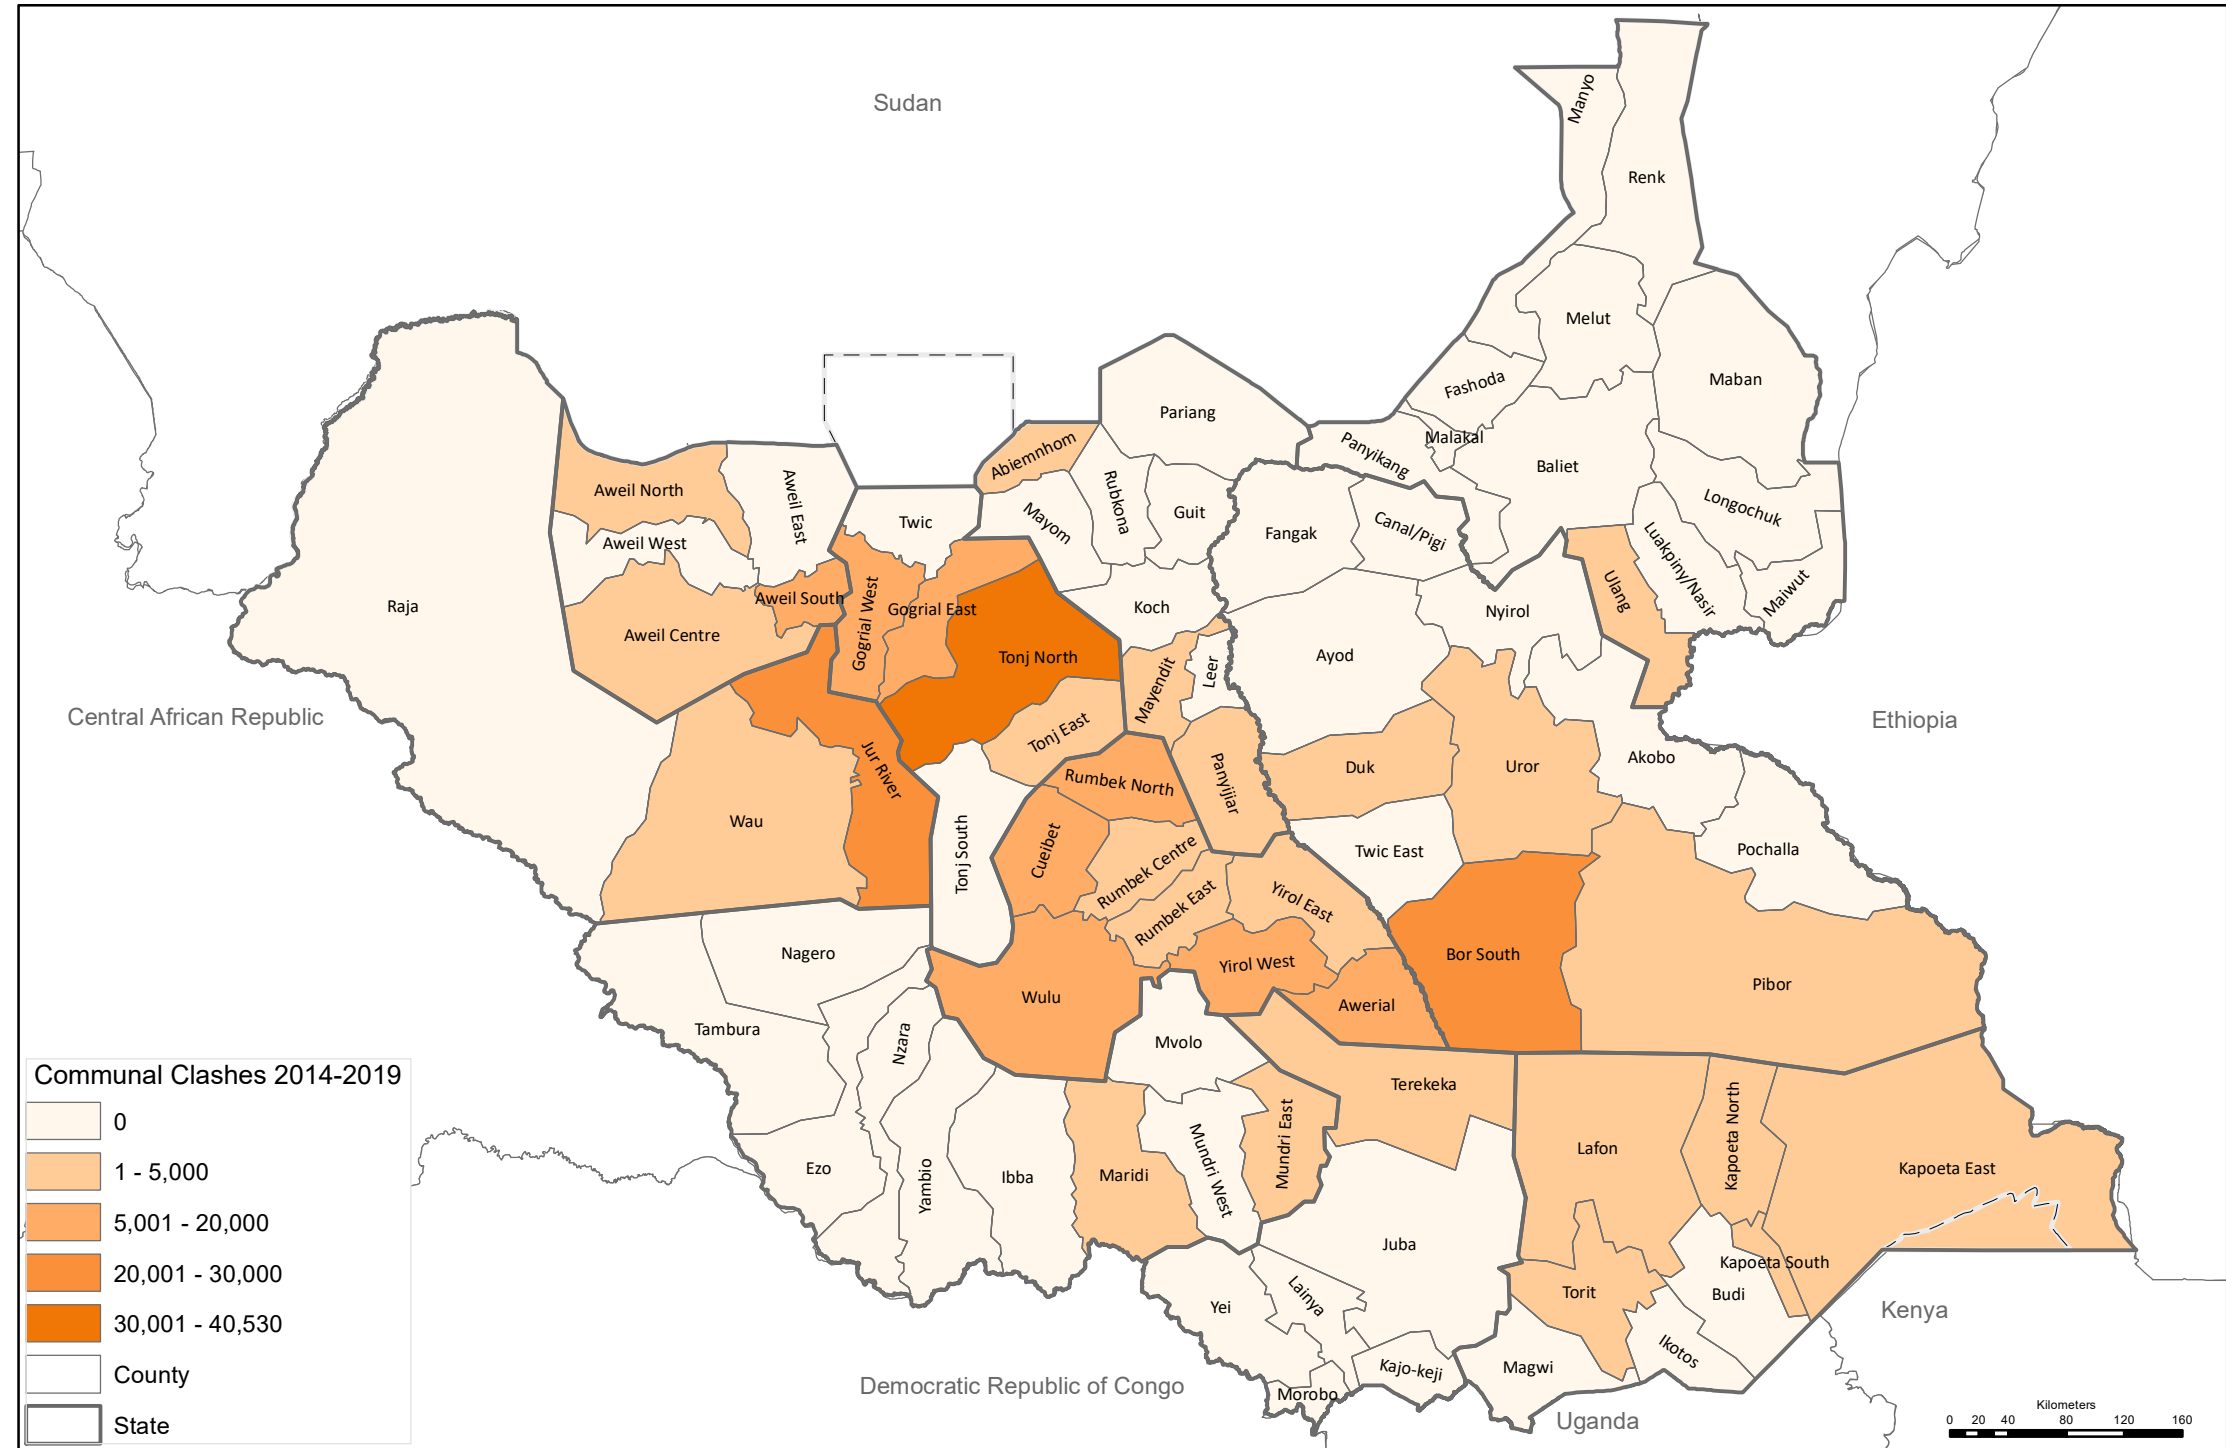 Sudan
Manyo
Renk
Melut
Maban
Fashoda
Pariang
Malakal
Panyikang
Baliet
Abiemnhom
Aweil North
Aweil East
Twic
Mayom
Rubkona
Guit
Fangak
Canal/Pigi
Longochuk
Luakpiny/Nasir
Maiwut
Ulang
Aweil West
Raja
Aweil Centre
Aweil South
Gogrial West
Gogrial East
Koch
Nyirol
Tonj North
Ayod
Leer
Mayendit
Central African Republic
Ethiopia
Tonj East
Jur River
Rumbek North
Panyijiar
Duk
Uror
Akobo
Wau
Tonj South
Cueibet
Rumbek Centre
Twic East
Pochalla
Rumbek East
Yirol East
Nagero
Yirol West
Bor South
Pibor
Wulu
Awerial
Tambura
Nzara
Mvolo
Terekeka
Communal Clashes 2014-2019
0
1 - 5,000
5,001 - 20,000
20,001 - 30,000
30,001 - 40,530
County
State
Ezo
Yambio
Ibba
Maridi
Mundri West
Mundri East
Lafon
Kapoeta North
Kapoeta East
Juba
Kapoeta South
Torit
Budi
Yei
Lainya
Kenya
Ikotos
Magwi
Kajo-keji
Morobo
Democratic Republic of Congo
Uganda
Kilometers
0 20 40 80 120 160